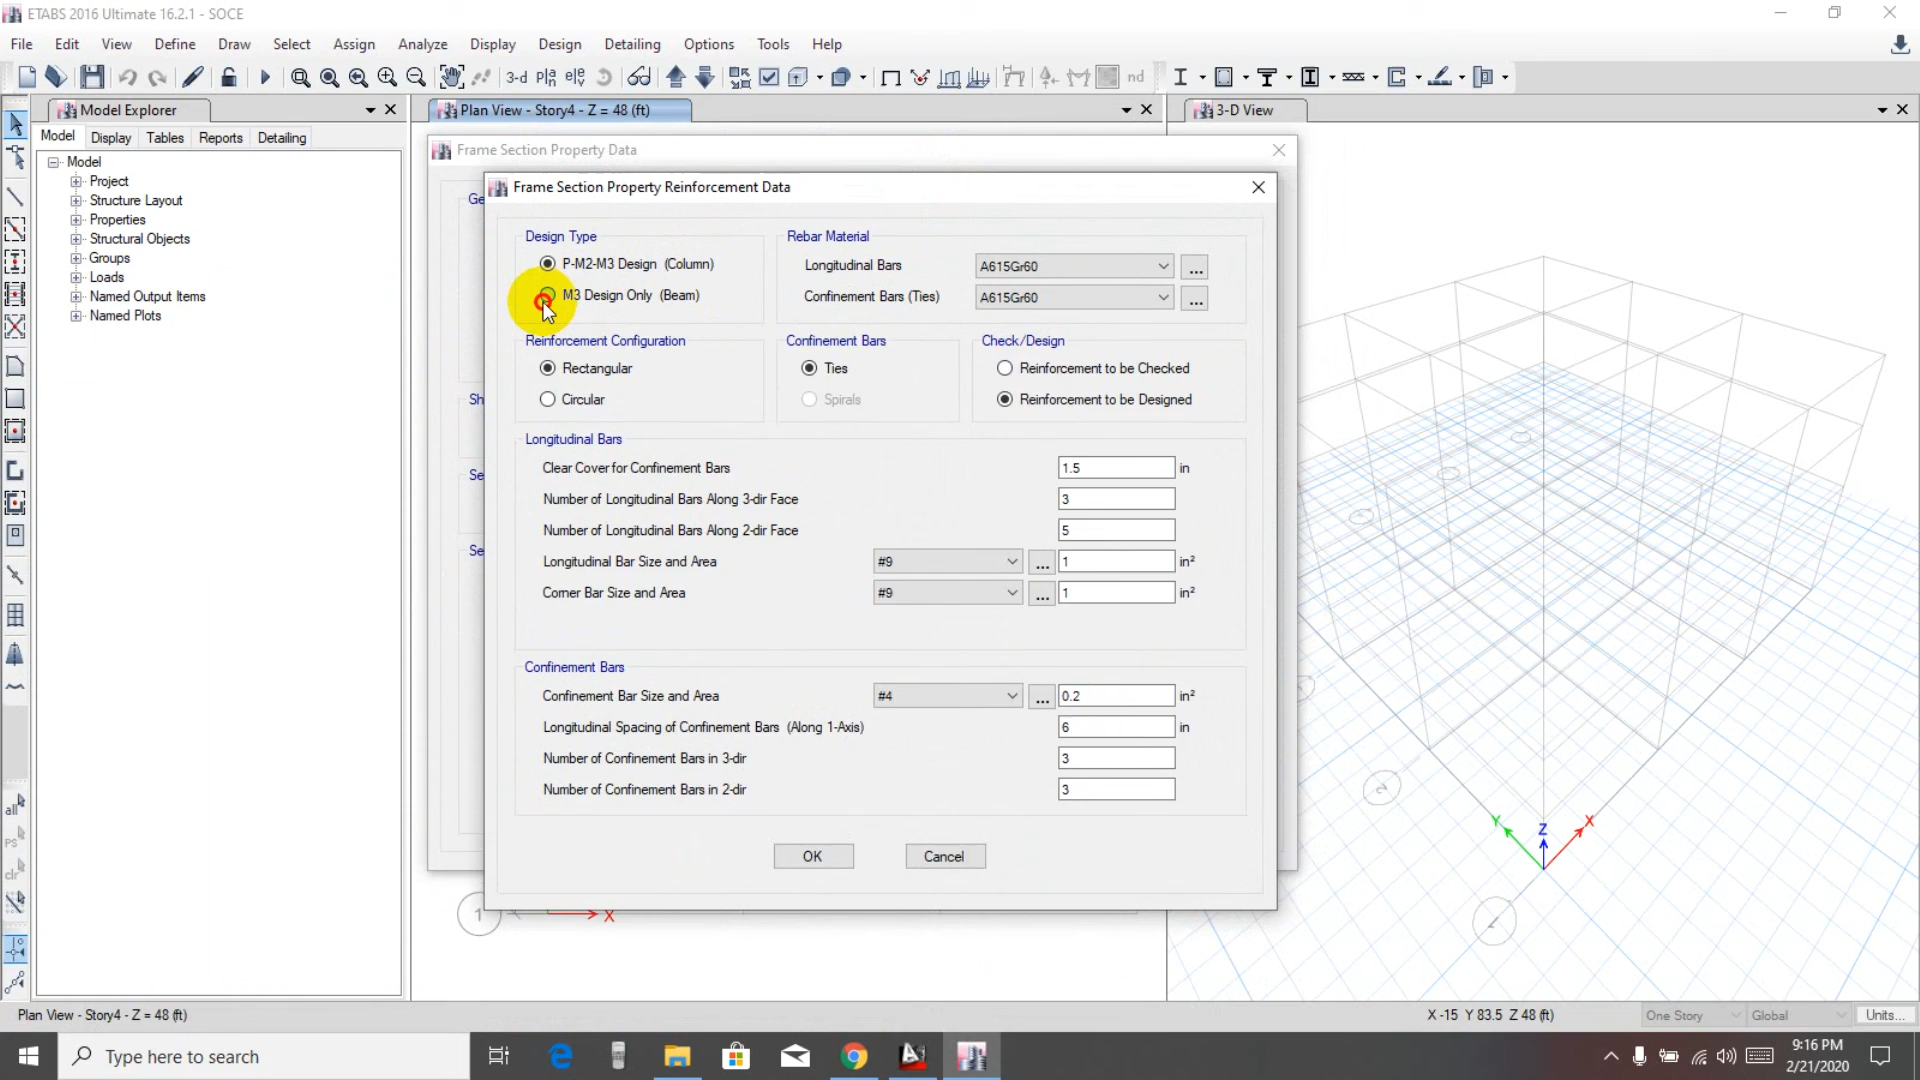 ETABS 2016 Ultimate 16.2.1 - SOCE
File Edit View Define Draw Select Assign Analyze Display Design Detailing Options Tools Help
3-d nd
Model Explorer
Plan View - Story4 - Z = 48 (ft)
3-D View
Model Display Tables Reports Detailing
Model
Project
Structure Layout
Properties
Structural Objects
Groups
Loads
Named Output Items
Named Plots
Frame Section Property Data
Ge
Sh
Se
Se
Frame Section Property Reinforcement Data
Design Type
P-M2-M3 Design (Column)
M3 Design Only (Beam)
Rebar Material
Longitudinal Bars A615Gr60 ...
Confinement Bars (Ties) A615Gr60 ...
Reinforcement Configuration
Rectangular
Circular
Confinement Bars
Ties
Spirals
Check/Design
Reinforcement to be Checked
Reinforcement to be Designed
Longitudinal Bars
Clear Cover for Confinement Bars 1.5 in
Number of Longitudinal Bars Along 3-dir Face 3
Number of Longitudinal Bars Along 2-dir Face 5
Longitudinal Bar Size and Area #9 ... 1 in²
Corner Bar Size and Area #9 ... 1 in²
Confinement Bars
Confinement Bar Size and Area #4 ... 0.2 in²
Longitudinal Spacing of Confinement Bars (Along 1-Axis) 6 in
Number of Confinement Bars in 3-dir 3
Number of Confinement Bars in 2-dir 3
OK Cancel
1 X
Y Z X
all
ps
clr
Plan View - Story4 - Z = 48 (ft)
X -15 Y 83.5 Z 48 (ft)
One Story Global Units...
Type here to search
9:16 PM
2/21/2020